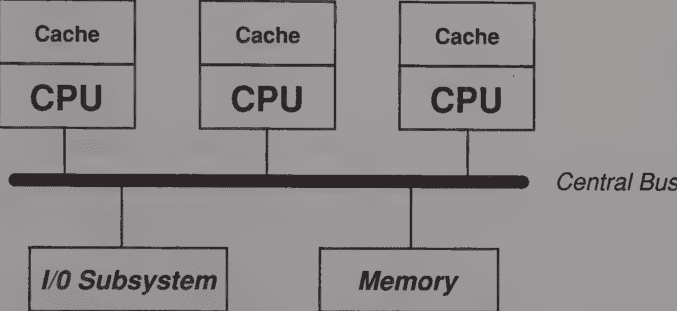 Cache Cache Cache
CPU CPU CPU
Central Bus
I/0 Subsystem Memory